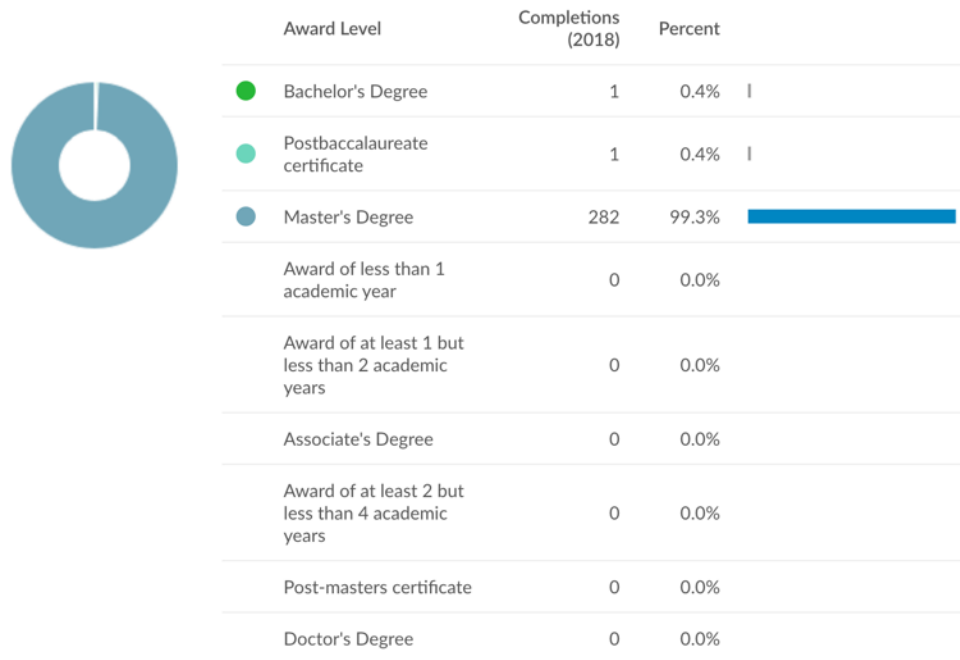 Award Level Completions (2018) Percent
Bachelor's Degree 1 0.4%
Postbaccalaureate
certificate 1 0.4%
Master's Degree 282 99.3%
Award of less than 1
academic year 0 0.0%
Award of at least 1 but
less than 2 academic 0 0.0%
years
Associate's Degree 0 0.0%
Award of at least 2 but
less than 4 academic 0 0.0%
years
Post-masters certificate 0 0.0%
Doctor's Degree 0 0.0%